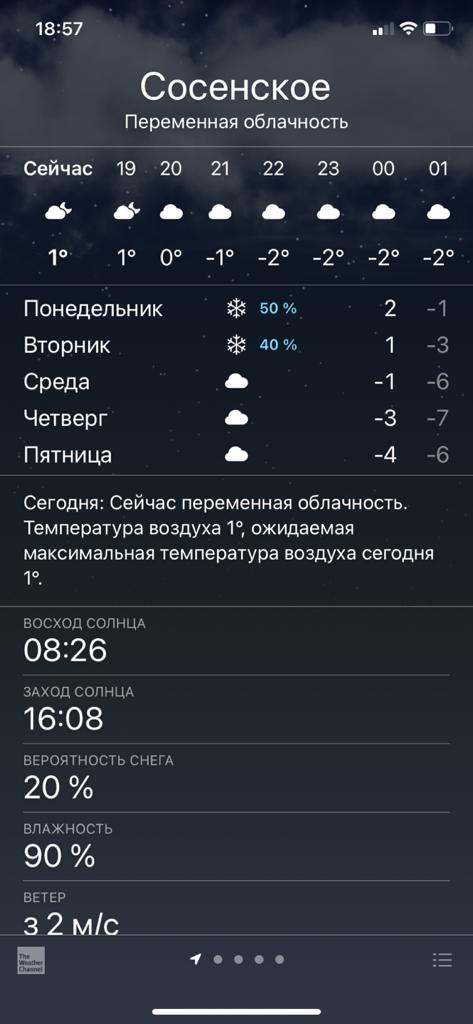 18:57
Сосенское
Переменная облачность
Сейчас 19 20 21 22 23 00 01
1° 1° 0° -1° -2° -2° -2° -2°
Понедельник 50 % 2 -1
Вторник 40 % 1 -3
Среда -1 -6
Четверг -3 -7
Пятница -4 -6
Сегодня: Сейчас переменная облачность.
Температура воздуха 1°, ожидаемая
максимальная температура воздуха сегодня
1°.
ВОСХОД СОЛНЦА
08:26
ЗАХОД СОЛНЦА
16:08
ВЕРОЯТНОСТЬ СНЕГА
20 %
ВЛАЖНОСТЬ
90 %
ВЕТЕР
з 2 м/с
The
Weather
Channel